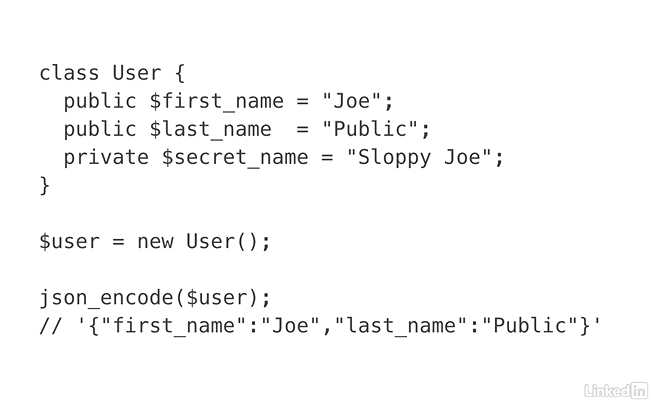 class User {
  public $first_name = "Joe";
  public $last_name  = "Public";
  private $secret_name = "Sloppy Joe";
}
$user = new User();
json_encode($user);
// '{"first_name":"Joe","last_name":"Public"}'
LinkedIn